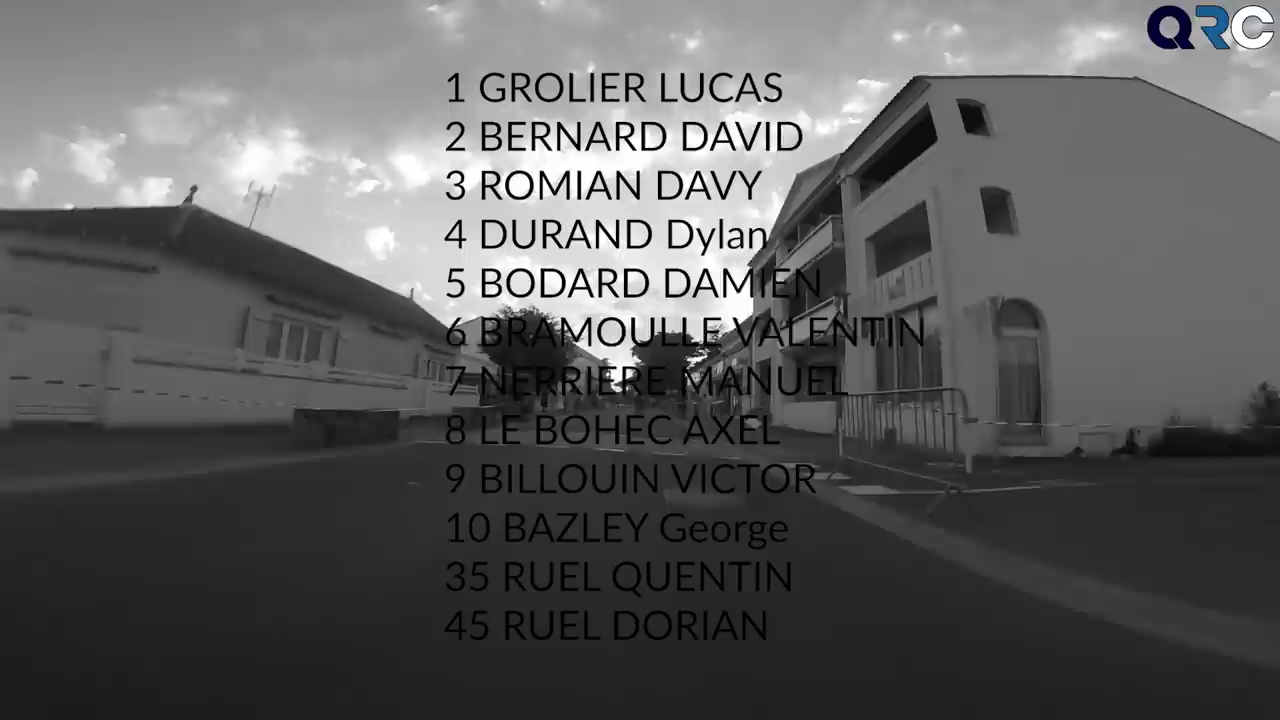 QRC
1 GROLIER LUCAS
2 BERNARD DAVID
3 ROMIAN DAVY
4 DURAND Dylan
5 BODARD DAMIEN
6 BRAMOULLE VALENTIN
7 NERRIERE MANUEL
8 LE BOHEC AXEL
9 BILLOUIN VICTOR
10 BAZLEY George
35 RUEL QUENTIN
45 RUEL DORIAN